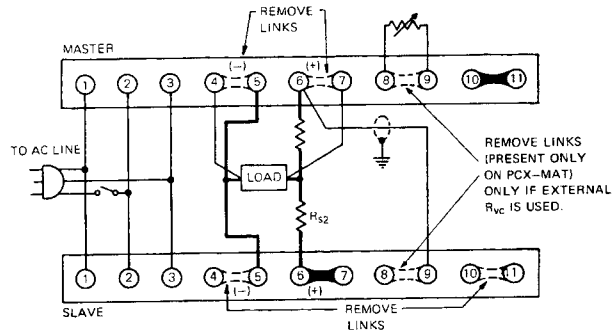 REMOVE
LINKS
MASTER
(−)
(+)
1 2 3 4 5 6 7 8 9 10 11
TO AC LINE
LOAD
REMOVE LINKS
(PRESENT ONLY
ON PCX-MAT)
ONLY IF EXTERNAL
RVC IS USED.
RS2
1 2 3 4 5 6 7 8 9 10 11
(−)
(+)
SLAVE
REMOVE
LINKS